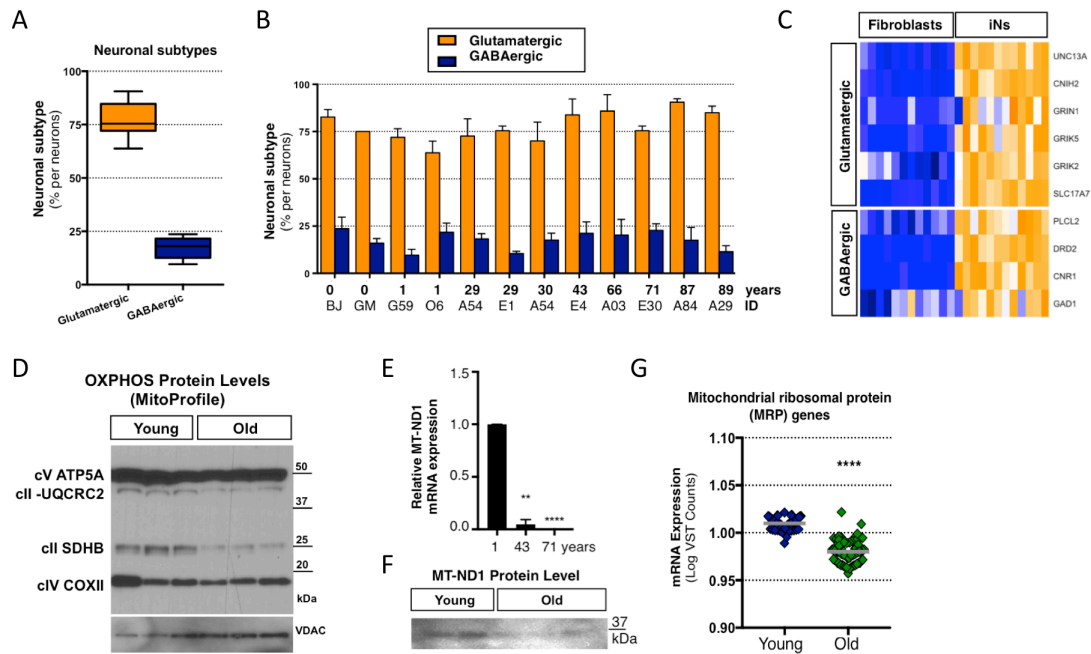 A
Neuronal subtypes
Neuronal subtype
(% per neurons)
100
75
50
25
0
Glutamatergic
GABAergic
B
Glutamatergic
GABAergic
Neuronal subtype
(% per neurons)
100
75
50
25
0
0 0 1 1 29 29 30 43 66 71 87 89 years
BJ GM G59 O6 A54 E1 A54 E4 A03 E30 A84 A29 ID
C
Fibroblasts iNs
Glutamatergic
GABAergic
UNC13A
CNIH2
GRIN1
GRIK5
GRIK2
SLC17A7
PLCL2
DRD2
CNR1
GAD1
D
OXPHOS Protein Levels
(MitoProfile)
Young Old
cV ATP5A
cII -UQCRC2
cII SDHB
cIV COXII
50
37
25
20
kDa
VDAC
E
Relative MT-ND1
mRNA expression
1.5
1.0
0.5
0.0
** ****
1 43 71 years
F
MT-ND1 Protein Level
Young Old
37
kDa
G
Mitochondrial ribosomal protein
(MRP) genes
mRNA Expression
(Log VST Counts)
1.10
1.05
1.00
0.95
0.90
****
Young Old